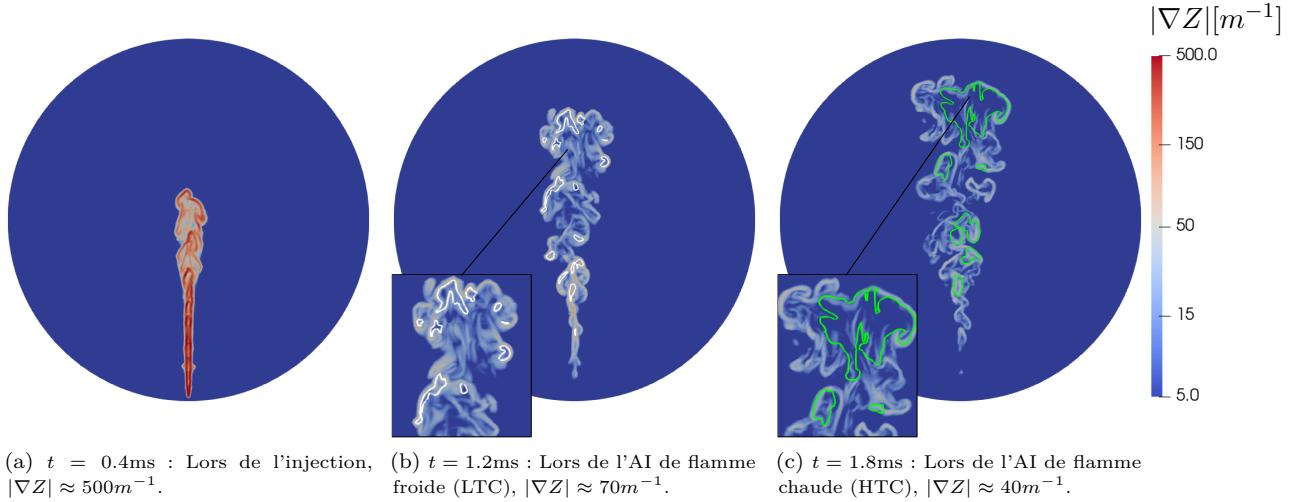 |∇Z|[m⁻¹]
500.0
150
50
15
5.0
(a) t = 0.4ms : Lors de l'injection,
|∇Z| ≈ 500m⁻¹.
(b) t = 1.2ms : Lors de l'AI de flamme
froide (LTC), |∇Z| ≈ 70m⁻¹.
(c) t = 1.8ms : Lors de l'AI de flamme
chaude (HTC), |∇Z| ≈ 40m⁻¹.